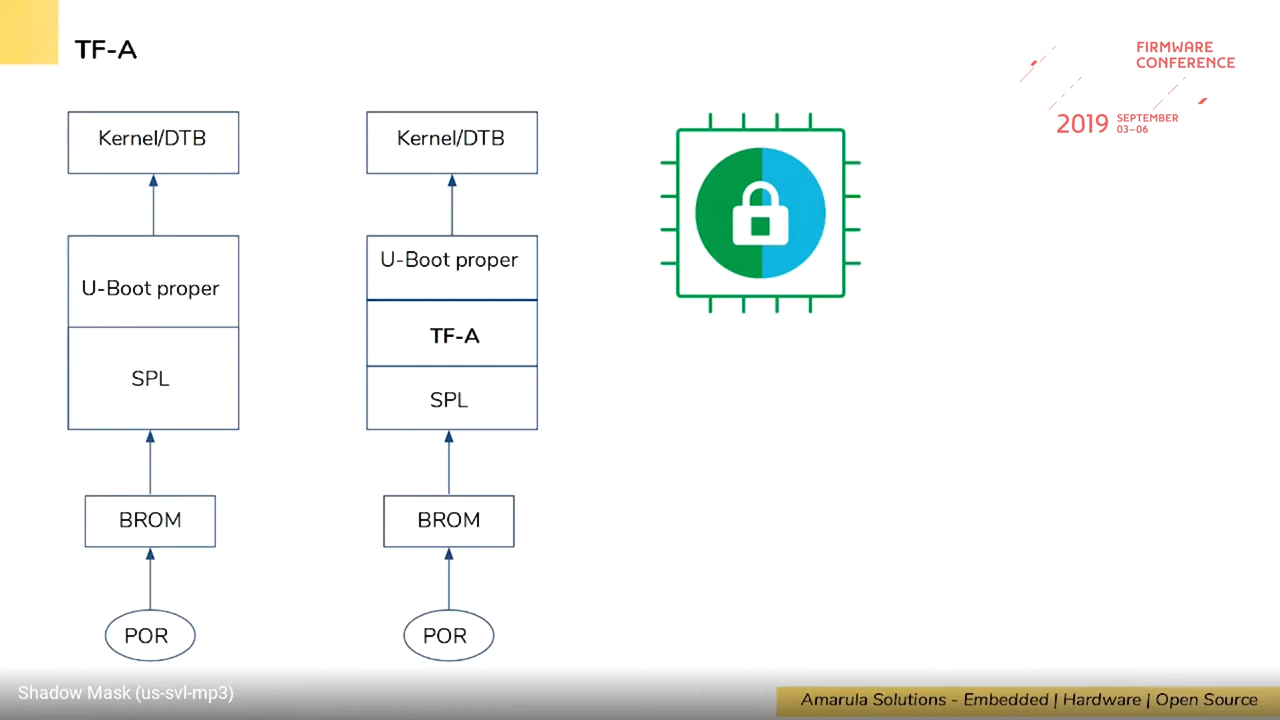 TF-A
FIRMWARE
CONFERENCE
2019 SEPTEMBER
03–06
Kernel/DTB
U-Boot proper
SPL
BROM
POR
Kernel/DTB
U-Boot proper
TF-A
SPL
BROM
POR
Shadow Mask (us-svl-mp3)
Amarula Solutions - Embedded | Hardware | Open Source